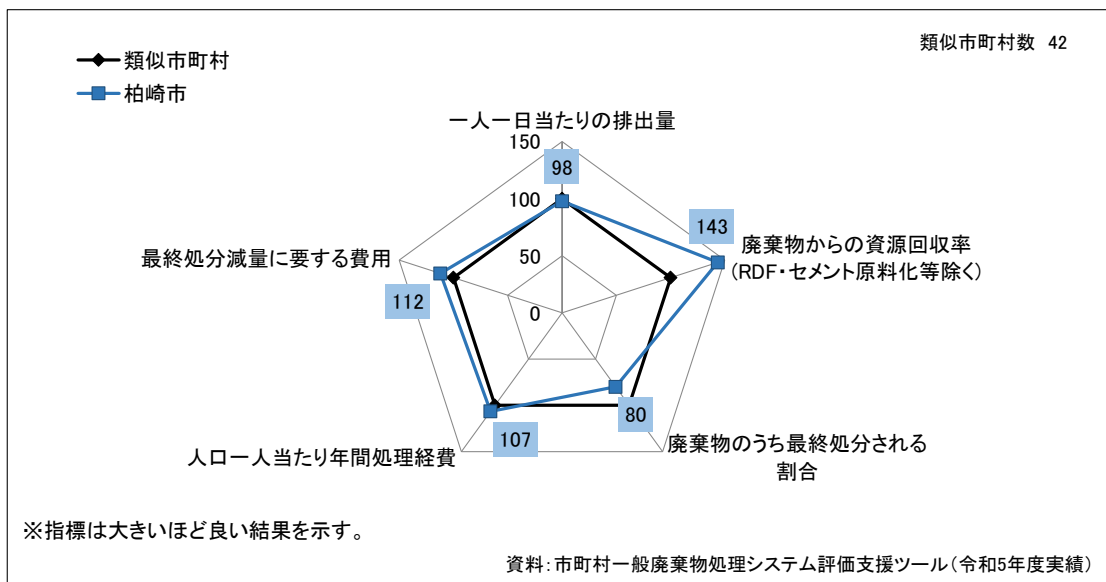 類似市町村数 42
類似市町村
柏崎市
一人一日当たりの排出量
150
98
100
143
廃棄物からの資源回収率
(RDF・セメント原料化等除く)
最終処分減量に要する費用
50
112
0
80
107
人口一人当たり年間処理経費
廃棄物のうち最終処分される
割合
※指標は大きいほど良い結果を示す。
資料:市町村一般廃棄物処理システム評価支援ツール(令和5年度実績)